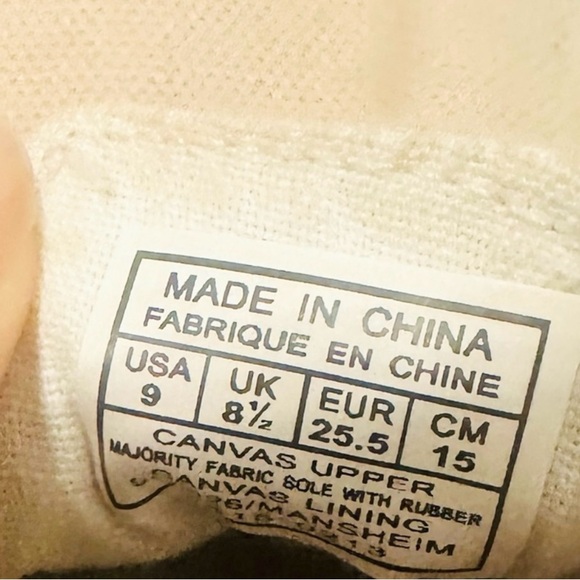 MADE IN CHINA
FABRIQUE EN CHINE
USA UK EUR CM
9 8½ 25.5 15
CANVAS UPPER
MAJORITY FABRIC SOLE WITH RUBBER
CANVAS LINING